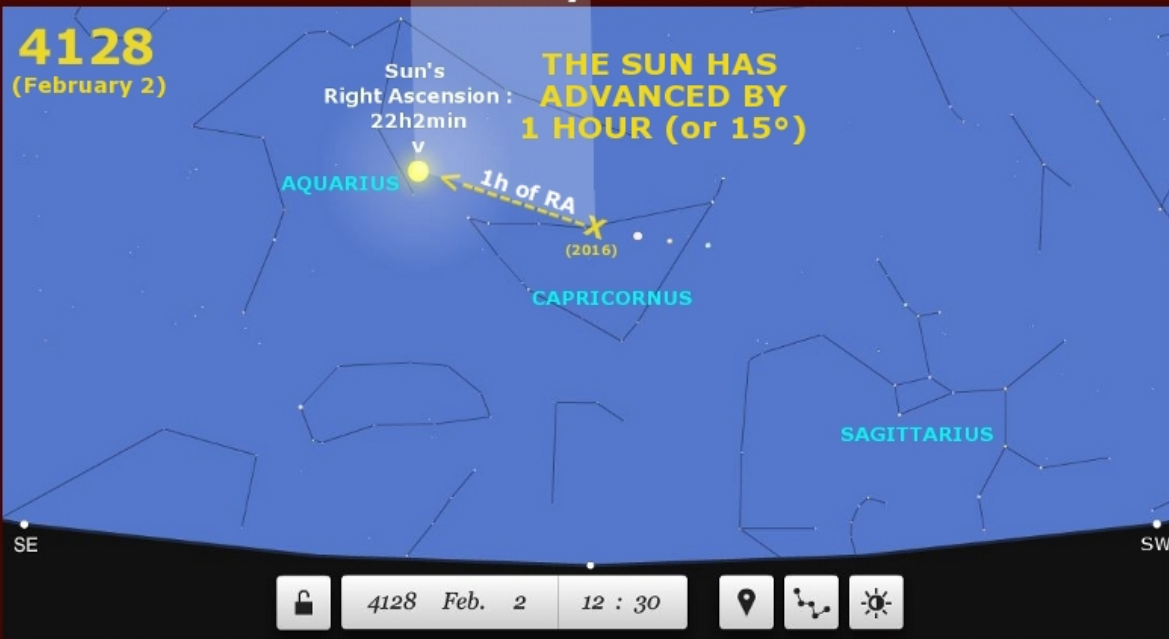 4128
(February 2)
Sun's
Right Ascension :
22h2min
v
THE SUN HAS
ADVANCED BY
1 HOUR (or 15°)
AQUARIUS
1h of RA
X
(2016)
CAPRICORNUS
SAGITTARIUS
SE
SW
4128 Feb. 2 12 : 30